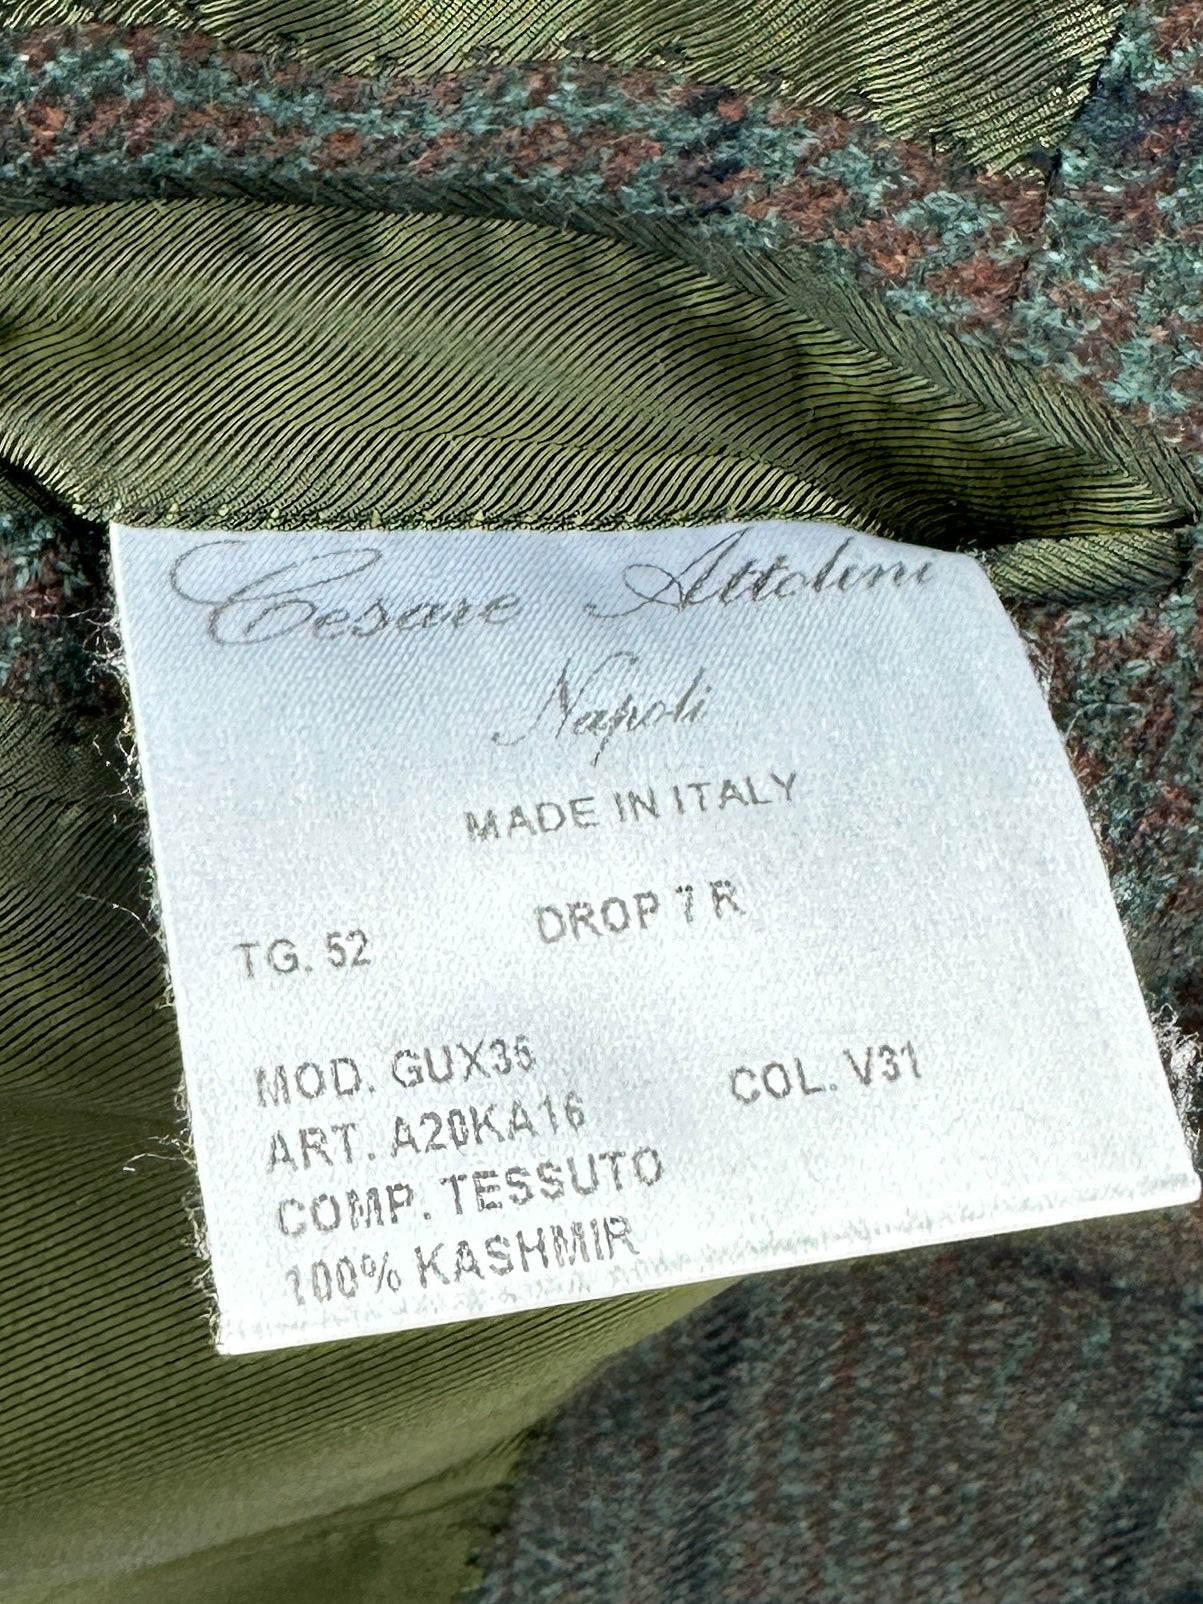 Cesare Attolini
Napoli
MADE IN ITALY
TG. 52 DROP 7 R
MOD. GUX35 COL. V31
ART. A20KA16
COMP. TESSUTO
100% KASHMIR